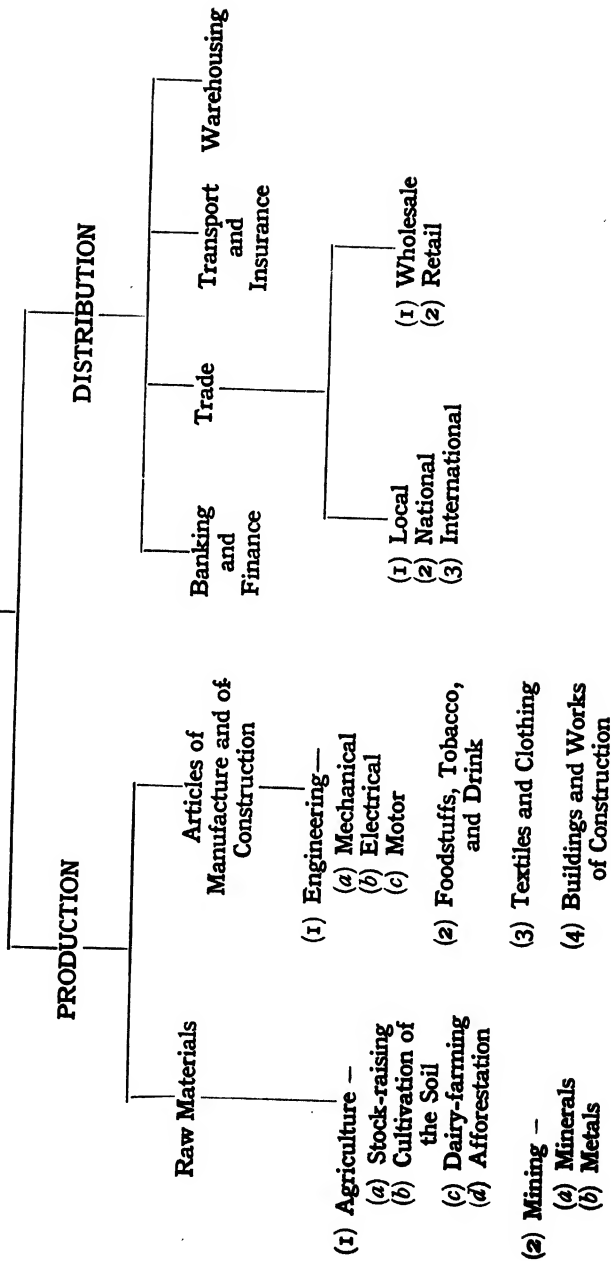 PRODUCTION
Raw Materials
(1) Agriculture —
(a) Stock-raising
(b) Cultivation of
the Soil
(c) Dairy-farming
(d) Afforestation
(2) Mining —
(a) Minerals
(b) Metals
Articles of
Manufacture and of
Construction
(1) Engineering—
(a) Mechanical
(b) Electrical
(c) Motor
(2) Foodstuffs, Tobacco,
and Drink
(3) Textiles and Clothing
(4) Buildings and Works
of Construction
DISTRIBUTION
Banking
and
Finance
Trade
(1) Local
(2) National
(3) International
(1) Wholesale
(2) Retail
Transport
and
Insurance
Warehousing